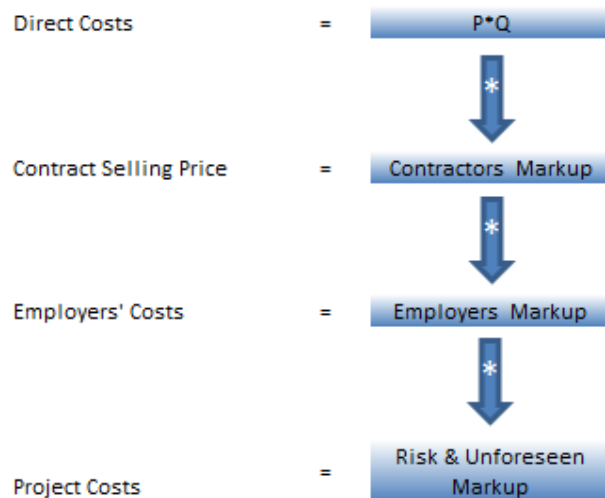 Direct Costs = P*Q
*
Contract Selling Price = Contractors Markup
*
Employers' Costs = Employers Markup
*
Project Costs = Risk & Unforeseen
Markup